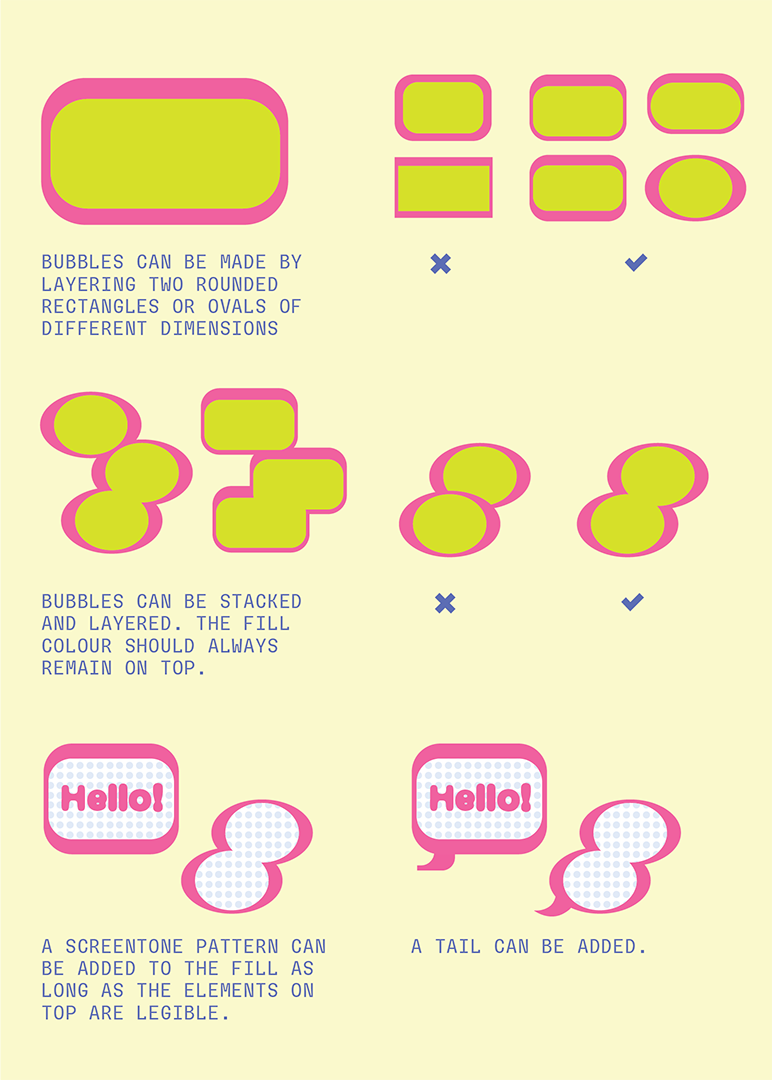 BUBBLES CAN BE MADE BY
LAYERING TWO ROUNDED
RECTANGLES OR OVALS OF
DIFFERENT DIMENSIONS
BUBBLES CAN BE STACKED
AND LAYERED. THE FILL
COLOUR SHOULD ALWAYS
REMAIN ON TOP.
Hello!
A SCREENTONE PATTERN CAN
BE ADDED TO THE FILL AS
LONG AS THE ELEMENTS ON
TOP ARE LEGIBLE.
Hello!
A TAIL CAN BE ADDED.